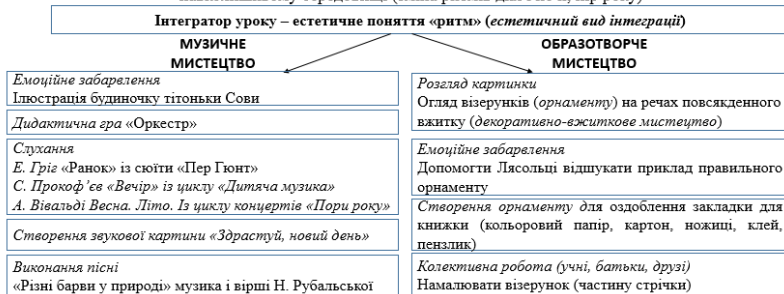 Інтегратор уроку – естетичне поняття «ритм» (естетичний вид інтеграції)
МУЗИЧНЕ
МИСТЕЦТВО
Емоційне забарвлення
Ілюстрація будиночку тітоньки Сови
Дидактична гра «Оркестр»
Слухання
Е. Гріг «Ранок» із сюїти «Пер Гюнт»
С. Прокоф’єв «Вечір» із циклу «Дитяча музика»
А. Вівальді Весна. Літо. Із циклу концертів «Пори року»
Створення звукової картини «Здрастуй, новий день»
Виконання пісні
«Різні барви у природі» музика і вірші Н. Рубальської
ОБРАЗОТВОРЧЕ
МИСТЕЦТВО
Розгляд картинки
Огляд візерунків (орнаменту) на речах повсякденного
вжитку (декоративно-вжиткове мистецтво)
Емоційне забарвлення
Допомогти Лясольці відшукати приклад правильного
орнаменту
Створення орнаменту для оздоблення закладки для
книжки (кольоровий папір, картон, ножиці, клей,
пензлик)
Колективна робота (учні, батьки, друзі)
Намалювати візерунок (частину стрічки)